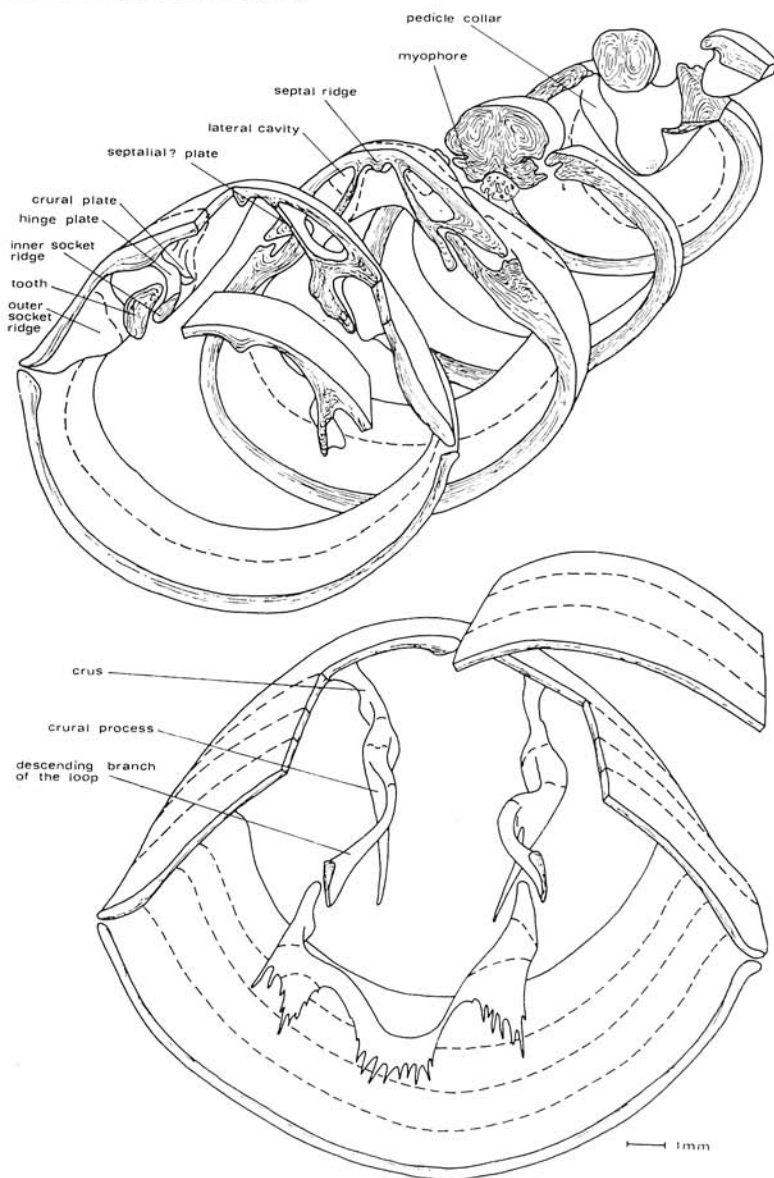 pedicle collar
myophore
septal ridge
lateral cavity
septalial? plate
crural plate
hinge plate
inner socket
ridge
tooth
outer
socket
ridge
crus
crural process
descending branch
of the loop
1mm